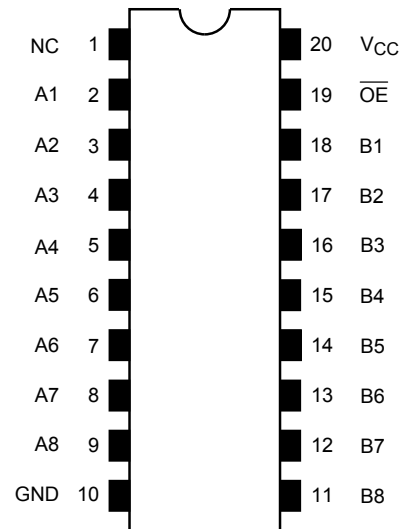 NC 1 20 VCC
A1 2 19 OE
A2 3 18 B1
A3 4 17 B2
A4 5 16 B3
A5 6 15 B4
A6 7 14 B5
A7 8 13 B6
A8 9 12 B7
GND 10 11 B8